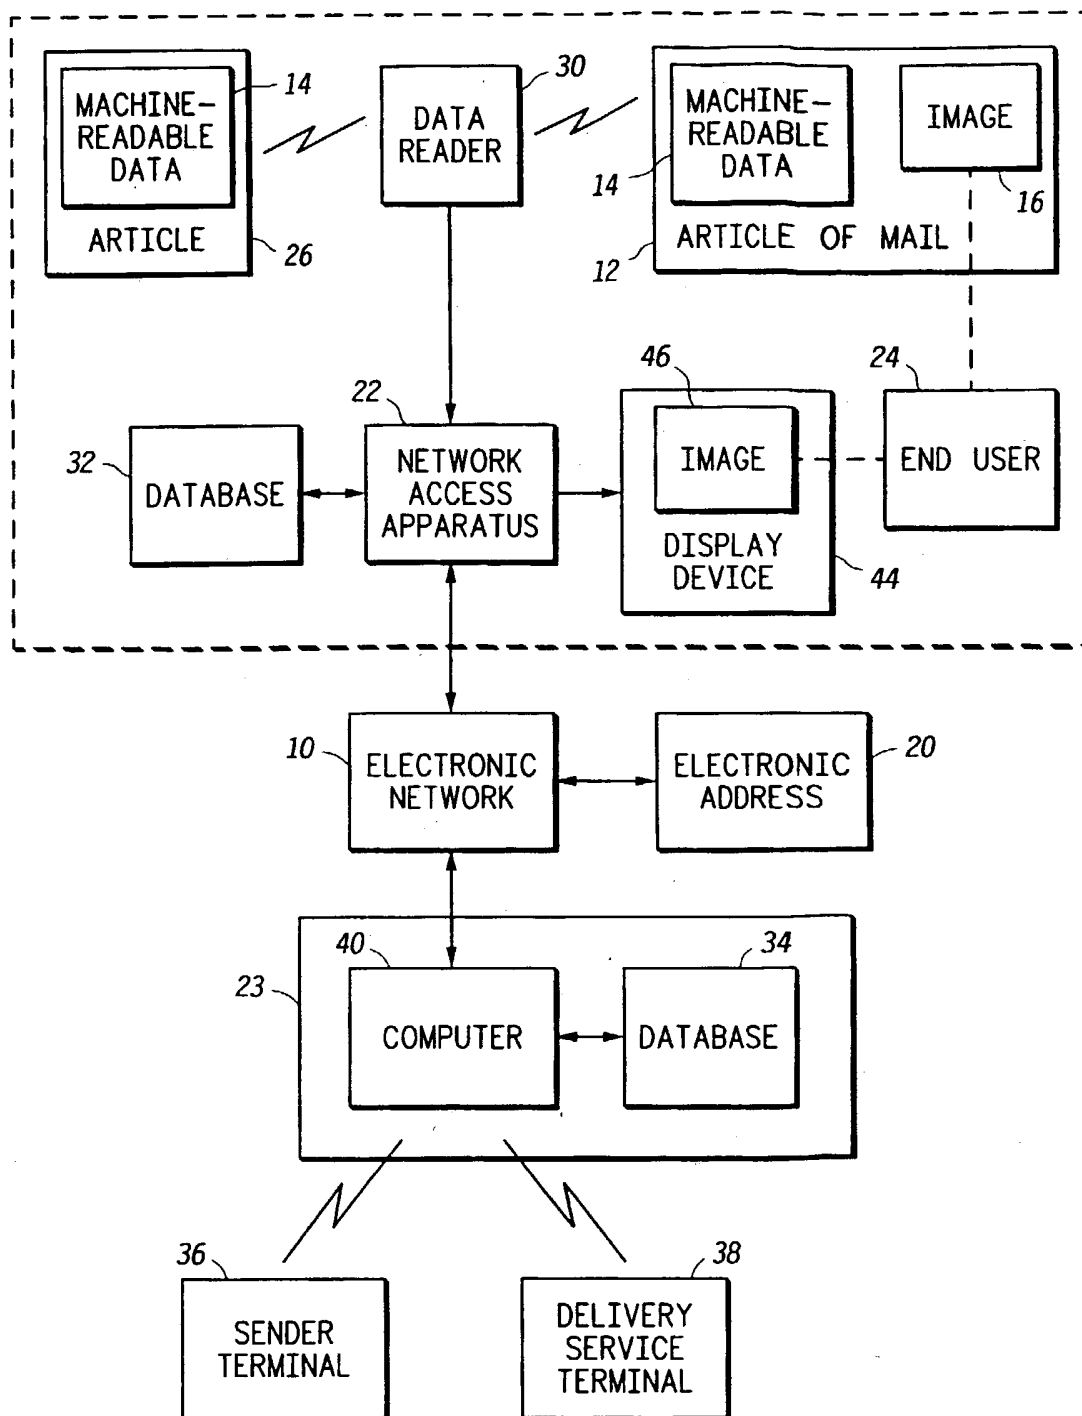 14
MACHINE-
READABLE
DATA
ARTICLE
26
30
DATA
READER
MACHINE-
READABLE
DATA
14
IMAGE
16
ARTICLE OF MAIL
12
32
DATABASE
22
NETWORK
ACCESS
APPARATUS
46
IMAGE
DISPLAY
DEVICE
44
24
END USER
10
ELECTRONIC
NETWORK
20
ELECTRONIC
ADDRESS
23
40
COMPUTER
34
DATABASE
36
SENDER
TERMINAL
38
DELIVERY
SERVICE
TERMINAL